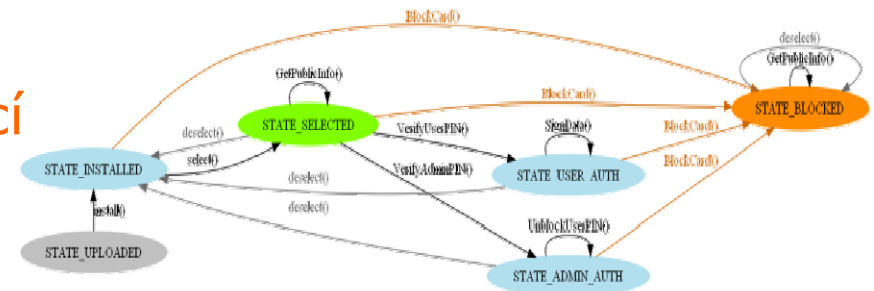 BlockCard()
deselect()
GetPublicInfo()
GetPublicInfo()
BlockCard()
STATE_BLOCKED
cí
STATE_SELECTED
VerifyUserPIN()
SignData()
BlockCard()
deselect()
select()
VerifyAdminPIN()
BlockCard()
STATE_INSTALLED
deselect()
STATE_USER_AUTH
deselect()
install()
UnblockUserPIN()
STATE_UPLOADED
STATE_ADMIN_AUTH